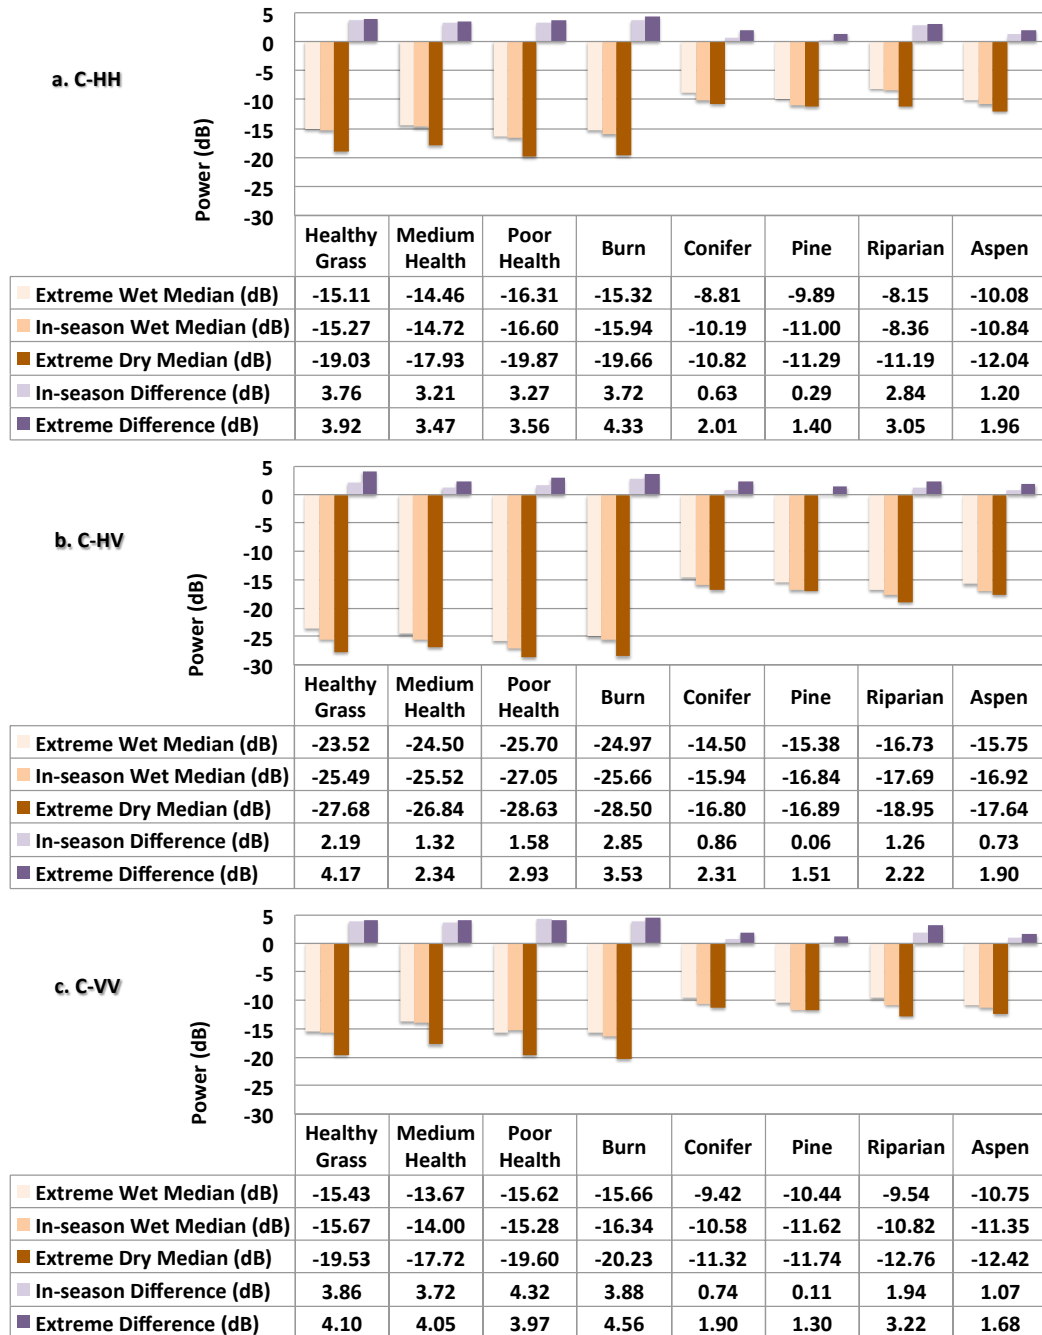 a. C-HH
Power (dB)
5
0
-5
-10
-15
-20
-25
-30
Healthy Grass Medium Health Poor Health Burn Conifer Pine Riparian Aspen
Extreme Wet Median (dB) -15.11 -14.46 -16.31 -15.32 -8.81 -9.89 -8.15 -10.08
In-season Wet Median (dB) -15.27 -14.72 -16.60 -15.94 -10.19 -11.00 -8.36 -10.84
Extreme Dry Median (dB) -19.03 -17.93 -19.87 -19.66 -10.82 -11.29 -11.19 -12.04
In-season Difference (dB) 3.76 3.21 3.27 3.72 0.63 0.29 2.84 1.20
Extreme Difference (dB) 3.92 3.47 3.56 4.33 2.01 1.40 3.05 1.96
b. C-HV
Power (dB)
5
0
-5
-10
-15
-20
-25
-30
Healthy Grass Medium Health Poor Health Burn Conifer Pine Riparian Aspen
Extreme Wet Median (dB) -23.52 -24.50 -25.70 -24.97 -14.50 -15.38 -16.73 -15.75
In-season Wet Median (dB) -25.49 -25.52 -27.05 -25.66 -15.94 -16.84 -17.69 -16.92
Extreme Dry Median (dB) -27.68 -26.84 -28.63 -28.50 -16.80 -16.89 -18.95 -17.64
In-season Difference (dB) 2.19 1.32 1.58 2.85 0.86 0.06 1.26 0.73
Extreme Difference (dB) 4.17 2.34 2.93 3.53 2.31 1.51 2.22 1.90
c. C-VV
Power (dB)
5
0
-5
-10
-15
-20
-25
-30
Healthy Grass Medium Health Poor Health Burn Conifer Pine Riparian Aspen
Extreme Wet Median (dB) -15.43 -13.67 -15.62 -15.66 -9.42 -10.44 -9.54 -10.75
In-season Wet Median (dB) -15.67 -14.00 -15.28 -16.34 -10.58 -11.62 -10.82 -11.35
Extreme Dry Median (dB) -19.53 -17.72 -19.60 -20.23 -11.32 -11.74 -12.76 -12.42
In-season Difference (dB) 3.86 3.72 4.32 3.88 0.74 0.11 1.94 1.07
Extreme Difference (dB) 4.10 4.05 3.97 4.56 1.90 1.30 3.22 1.68